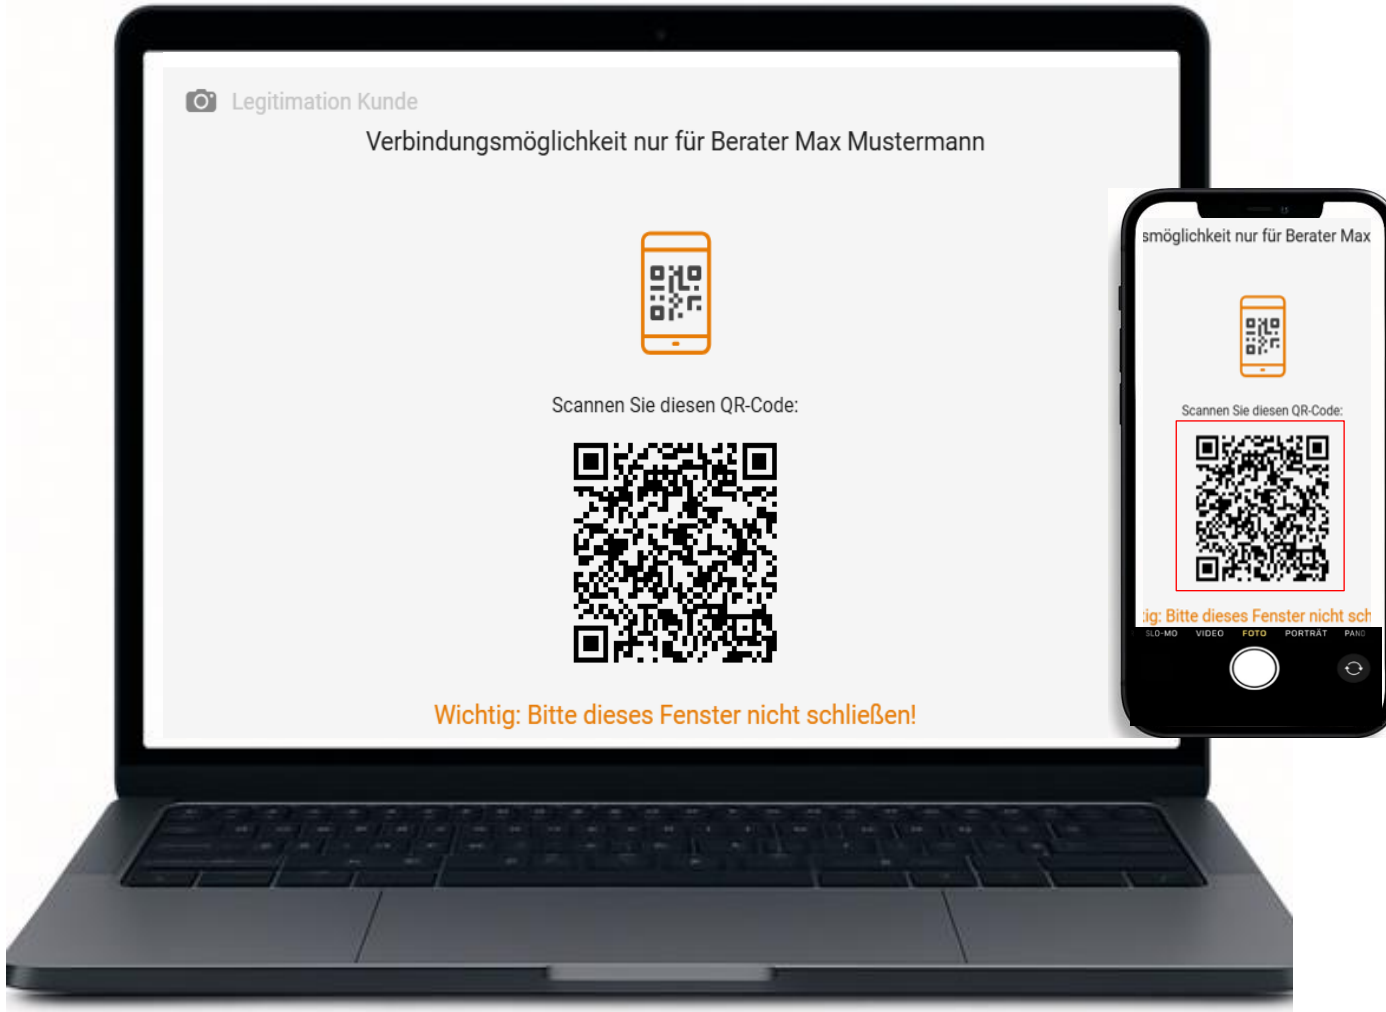 Legitimation Kunde
Verbindungsmöglichkeit nur für Berater Max Mustermann
Scannen Sie diesen QR-Code:
Wichtig: Bitte dieses Fenster nicht schließen!
smöglichkeit nur für Berater Max
Scannen Sie diesen QR-Code:
ig: Bitte dieses Fenster nicht sch
SLO-MO VIDEO FOTO PORTRÄT PANO